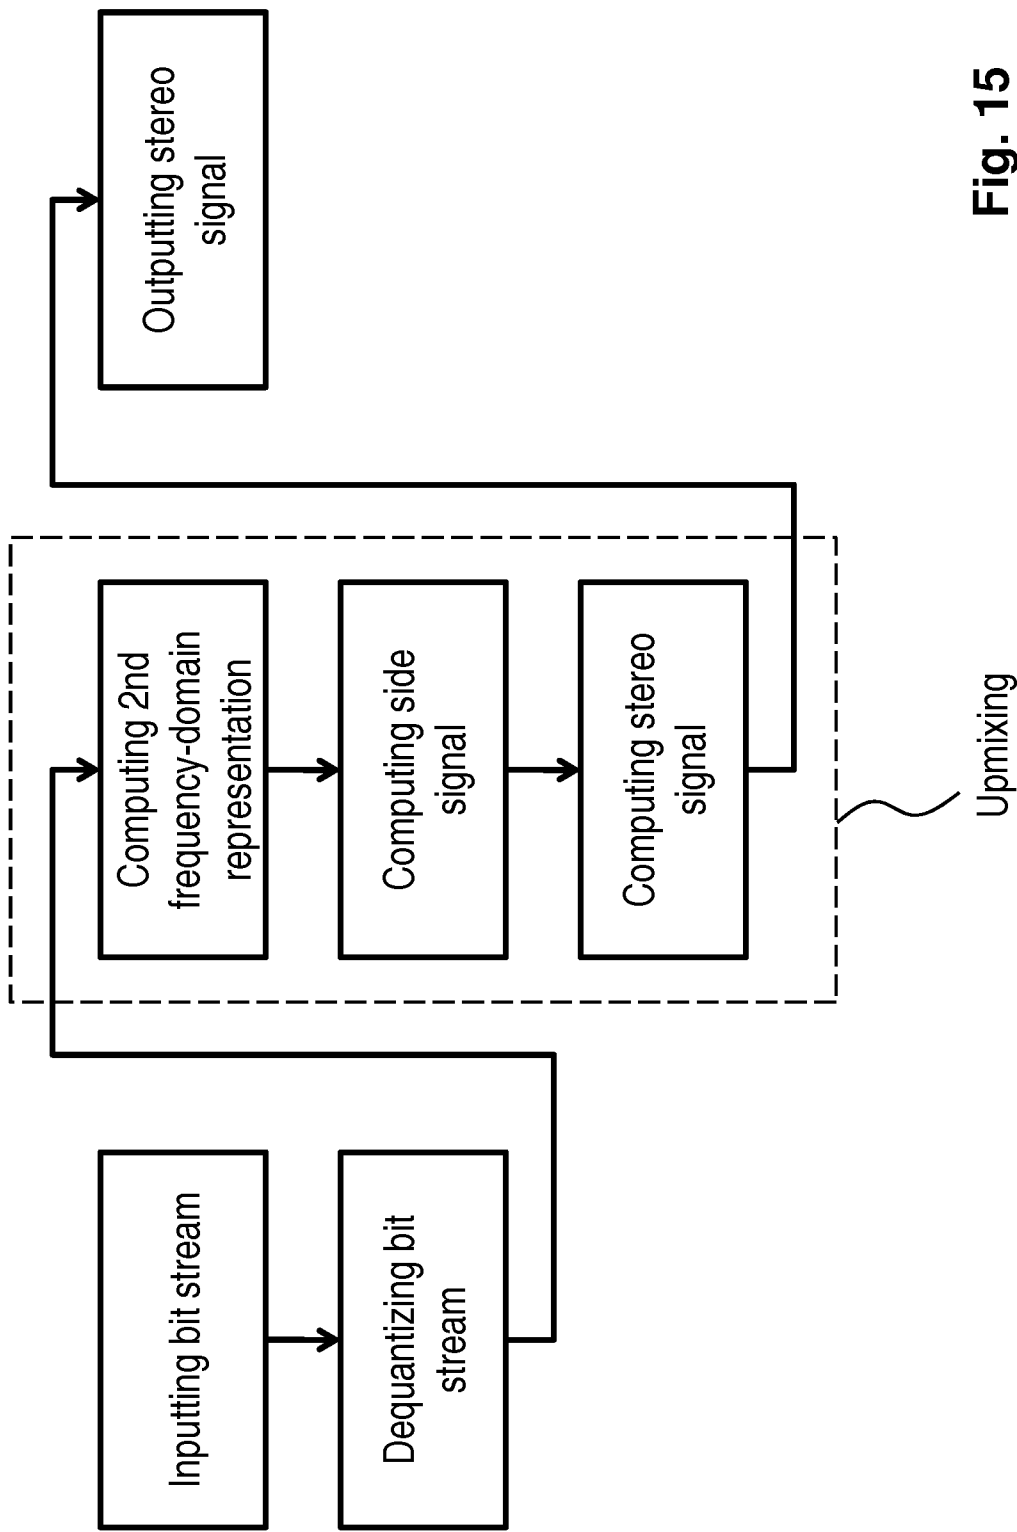 Inputting bit stream
Dequantizing bit
stream
Computing 2nd
frequency-domain
representation
Computing side
signal
Computing stereo
signal
Upmixing
Outputting stereo
signal
Fig. 15